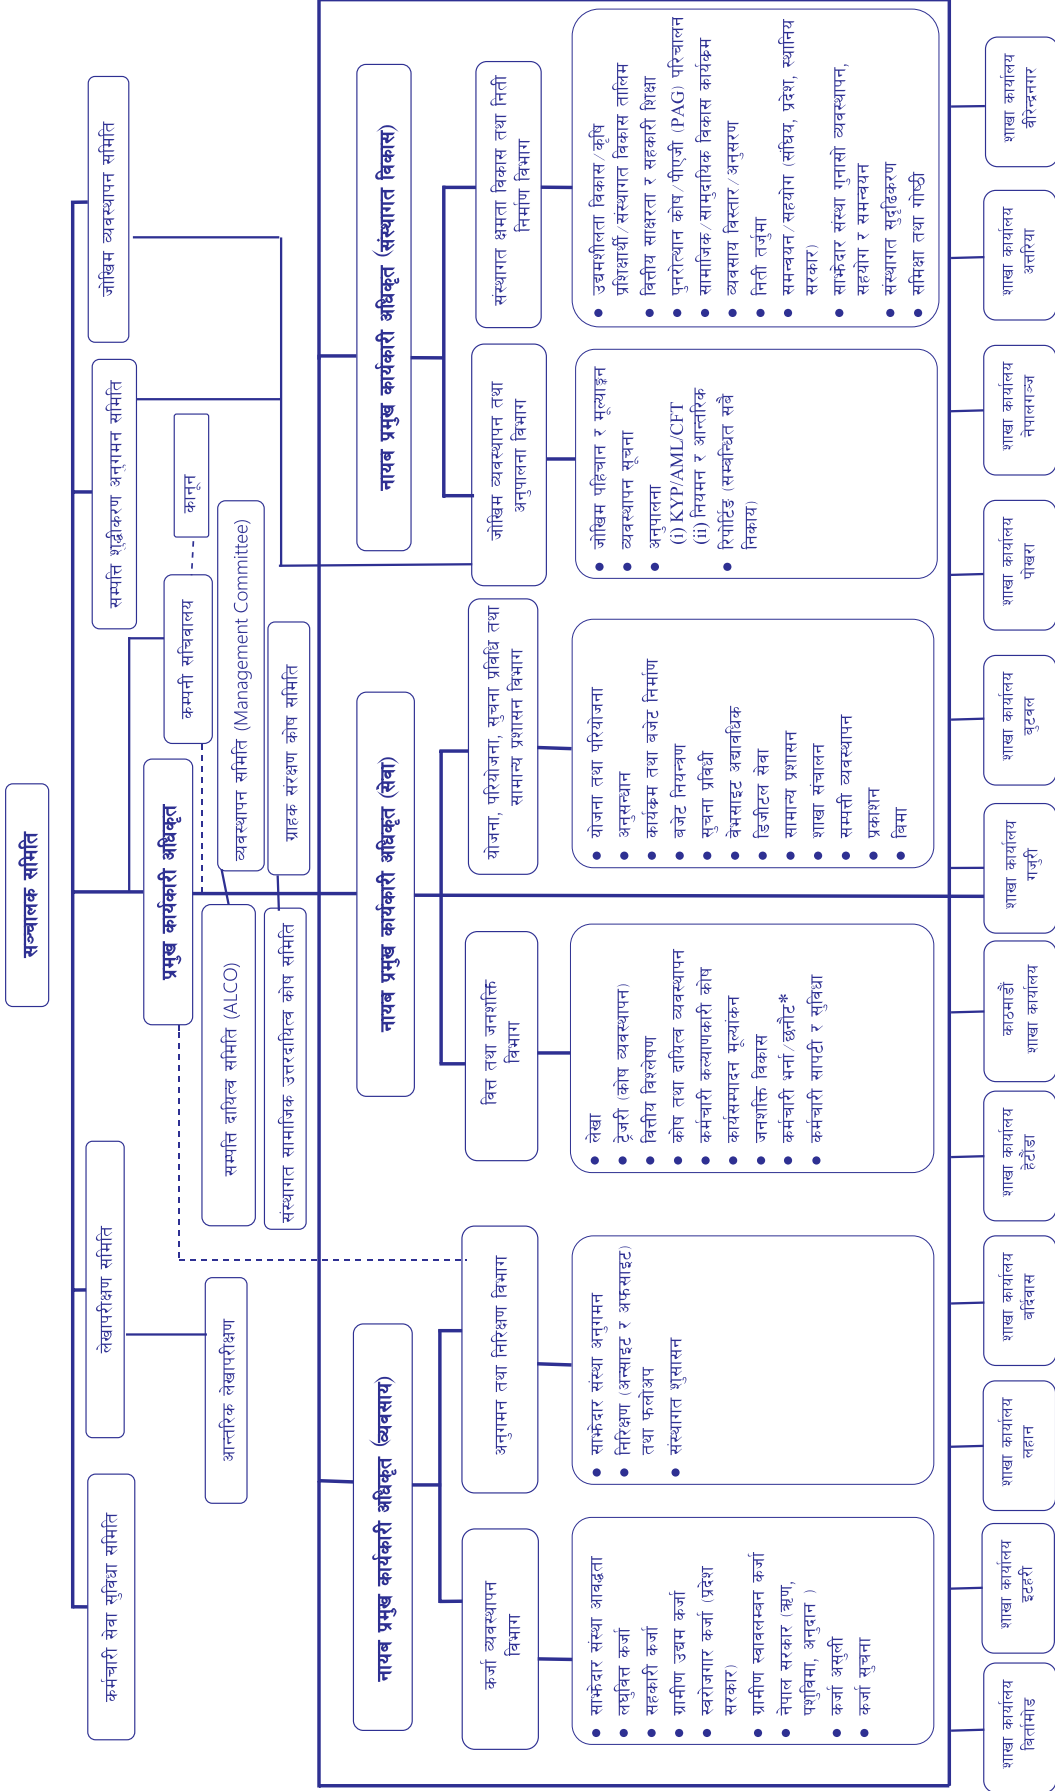 सञ्चालक समिति
कर्मचारी सेवा सुविधा समिति
लेखापरीक्षण समिति
सम्पत्ति शुद्धीकरण अनुगमन समिति
जोखिम व्यवस्थापन समिति
आन्तरिक लेखापरीक्षण
प्रमुख कार्यकारी अधिकृत
कम्पनी सचिवालय
कानून
सम्पत्ति दायित्व समिति (ALCO)
व्यवस्थापन समिति (Management Committee)
संस्थागत सामाजिक उत्तरदायित्व कोष समिति
ग्राहक संरक्षण कोष समिति
नायब प्रमुख कार्यकारी अधिकृत (व्यवसाय)
नायब प्रमुख कार्यकारी अधिकृत (सेवा)
नायब प्रमुख कार्यकारी अधिकृत (संस्थागत विकास)
कर्जा व्यवस्थापन
विभाग
अनुगमन तथा निरिक्षण विभाग
वित्त तथा जनशक्ति
विभाग
योजना, परियोजना, सुचना प्रविधि तथा
सामान्य प्रशासन विभाग
जोखिम व्यवस्थापन तथा
अनुपालना विभाग
संस्थागत क्षमता विकास तथा निती
निर्माण विभाग
● साझेदार संस्था आवद्धता
● लघुवित्त कर्जा
● सहकारी कर्जा
● ग्रामीण उद्यम कर्जा
● स्वरोजगार कर्जा (प्रदेश
सरकार)
● ग्रामीण स्वावलम्बन कर्जा
● नेपाल सरकार (ऋण,
पशुविमा, अनुदान )
● कर्जा असुली
● कर्जा सुचना
● साझेदार संस्था अनुगमन
● निरिक्षण (अन्साइट र अफसाइट)
तथा फलोअप
● संस्थागत शुसासन
● लेखा
● ट्रेजरी (कोष व्यवस्थापन)
● वित्तीय विश्लेषण
● कोष तथा दायित्व व्यवस्थापन
● कर्मचारी कल्याणकारी कोष
● कार्यसम्पादन मूल्यांकन
● जनशक्ति विकास
● कर्मचारी भर्ना/छनौट*
● कर्मचारी सापटी र सुविधा
● योजना तथा परियोजना
● अनुसन्धान
● कार्यक्रम तथा बजेट निर्माण
● बजेट नियन्त्रण
● सुचना प्रविधी
● वेभसाइट अद्यावधिक
● डिजीटल सेवा
● सामान्य प्रशासन
● शाखा संचालन
● सम्पत्ती व्यवस्थापन
● प्रकाशन
● विमा
● जोखिम पहिचान र मूल्याङ्कन
● व्यवस्थापन सूचना
● अनुपालना
(i) KYP/AML/CFT
(ii) नियमन र आन्तरिक
● रिपोर्टिङ (सम्बन्धित सबै
निकाय)
● उद्यमशीलता विकास/कृषि
प्रशिक्षार्थी/संस्थागत विकास तालिम
● वित्तीय साक्षरता र सहकारी शिक्षा
● पुनरोत्थान कोष/पीएजी (PAG) परिचालन
● सामाजिक/सामुदायिक विकास कार्यक्रम
● व्यवसाय विस्तार/अनुसरण
● निती तर्जुमा
● समन्वयन/सहयोग (संघिय, प्रदेश, स्थानिय
सरकार)
● साझेदार संस्था गुनासो व्यवस्थापन,
सहयोग र समन्वयन
● संस्थागत सुदृढिकरण
● समिक्षा तथा गोष्ठी
शाखा कार्यालय
विर्तामोड
शाखा कार्यालय
इटहरी
शाखा कार्यालय
लहान
शाखा कार्यालय
बर्दिवास
शाखा कार्यालय
हेटौडा
काठमाडौं
शाखा कार्यालय
शाखा कार्यालय
गजुरी
शाखा कार्यालय
बुटवल
शाखा कार्यालय
पोखरा
शाखा कार्यालय
नेपालगञ्ज
शाखा कार्यालय
अत्तरिया
शाखा कार्यालय
वीरेन्द्रनगर